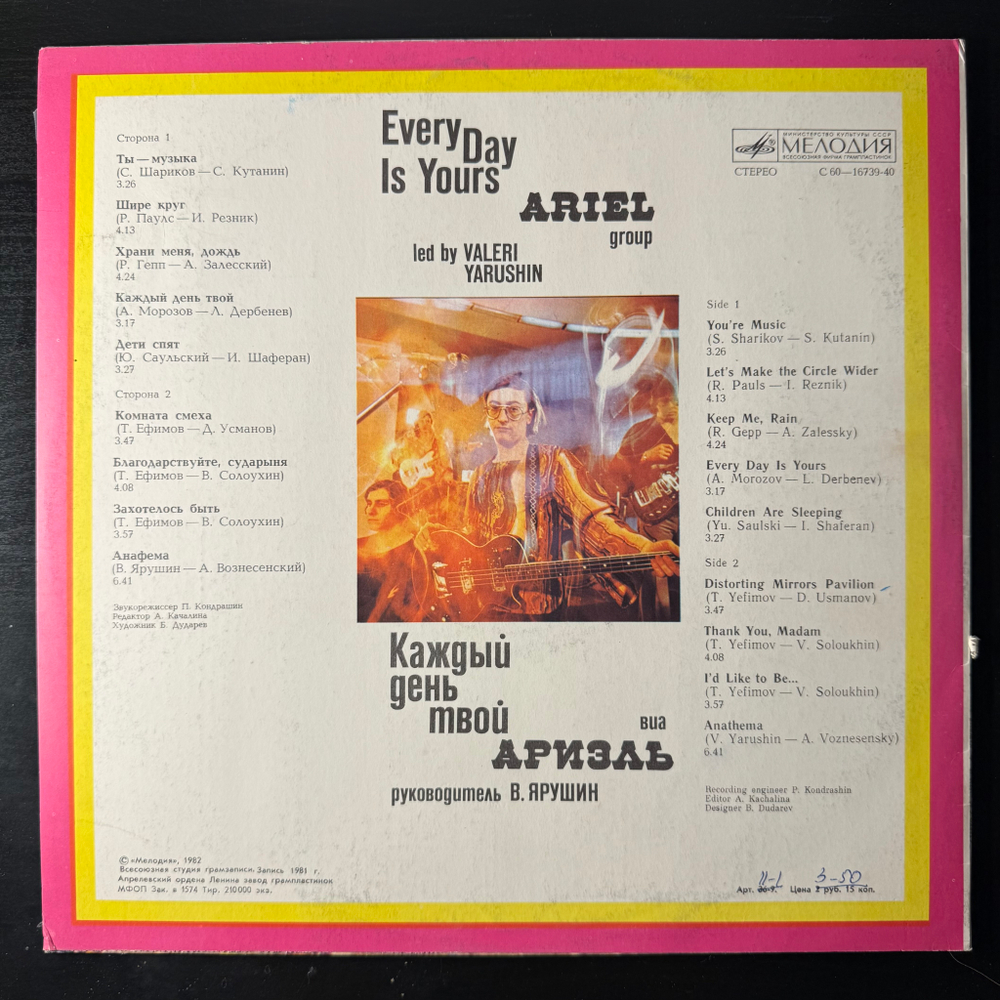 Every Day
Is Yours
ARIEL
group
led by VALERI
YARUSHIN
МИНИСТЕРСТВО КУЛЬТУРЫ СССР
МЕЛОДИЯ
ВСЕСОЮЗНАЯ ФИРМА ГРАМПЛАСТИНОК
СТЕРЕО С 60—16739-40
Сторона 1
Ты — музыка
(С. Шариков — С. Кутанин)
3.26
Шире круг
(Р. Паулс — И. Резник)
4.13
Храни меня, дождь
(Р. Гепп — А. Залесский)
4.24
Каждый день твой
(А. Морозов — Л. Дербенев)
3.17
Дети спят
(Ю. Саульский — И. Шаферан)
3.27
Сторона 2
Комната смеха
(Т. Ефимов — Д. Усманов)
3.47
Благодарствуйте, сударыня
(Т. Ефимов — В. Солоухин)
4.08
Захотелось быть
(Т. Ефимов — В. Солоухин)
3.57
Анафема
(В. Ярушин — А. Вознесенский)
6.41
Звукорежиссер П. Кондрашин
Редактор А. Качалина
Художник Б. Дударев
Side 1
You're Music
(S. Sharikov — S. Kutanin)
3.26
Let's Make the Circle Wider
(R. Pauls — I. Reznik)
4.13
Keep Me, Rain
(R. Gepp — A. Zalessky)
4.24
Every Day Is Yours
(A. Morozov — L. Derbenev)
3.17
Children Are Sleeping
(Yu. Saulski — I. Shaferan)
3.27
Side 2
Distorting Mirrors Pavilion
(T. Yefimov — D. Usmanov)
3.47
Thank You, Madam
(T. Yefimov — V. Soloukhin)
4.08
I'd Like to Be...
(T. Yefimov — V. Soloukhin)
3.57
Anathema
(V. Yarushin — A. Voznesensky)
6.41
Recording engineer P. Kondrashin
Editor A. Kachalina
Designer B. Dudarev
Каждый
день
твой
виа
АРИЭЛЬ
руководитель В. ЯРУШИН
© «Мелодия», 1982
Всесоюзная студия грамзаписи. Запись 1981 г.
Апрелевский ордена Ленина завод грампластинок
МФОП Зак. в 1574 Тир. 210000 экз.
11-1 3-50
Арт. Цена 2 руб. 15 коп.